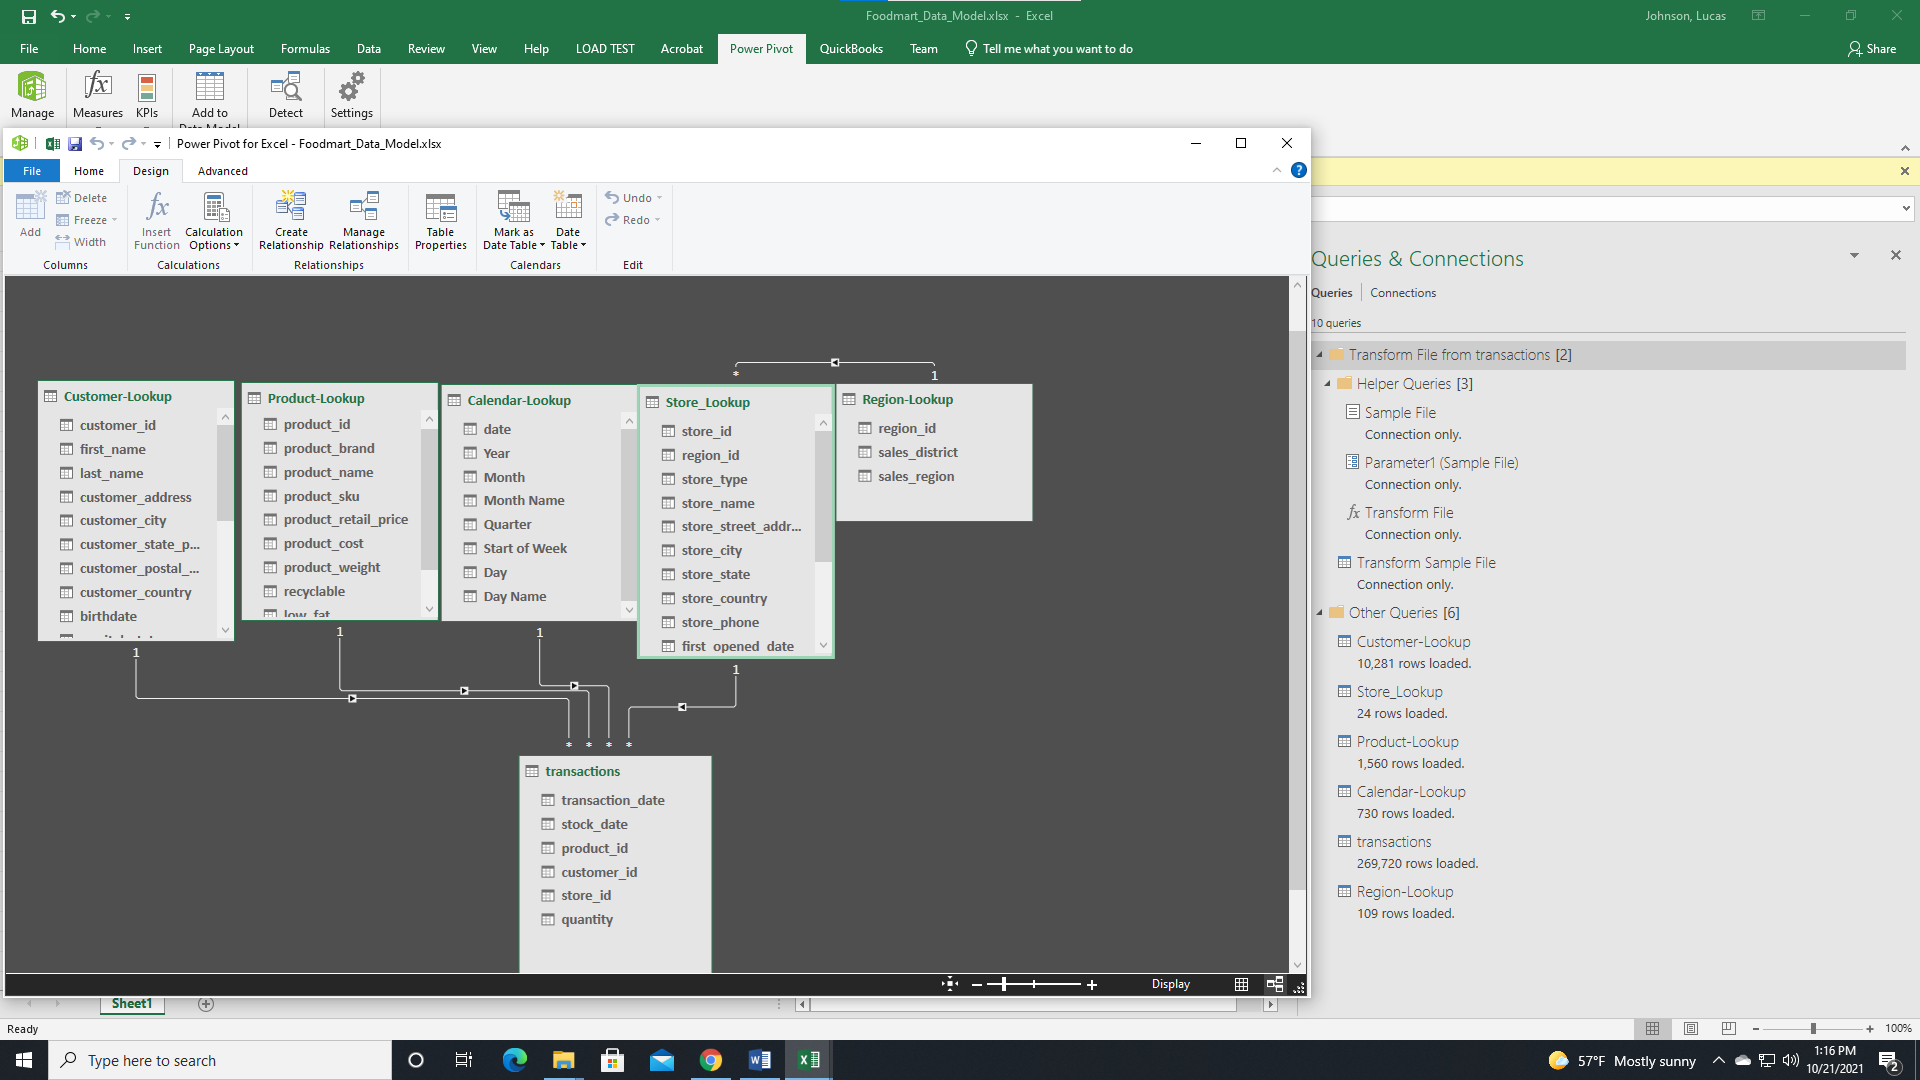 Foodmart_Data_Model.xlsx - Excel
Johnson, Lucas
File Home Insert Page Layout Formulas Data Review View Help LOAD TEST Acrobat Power Pivot QuickBooks Team Tell me what you want to do Share
Manage
Measures
KPIs
Add to
Detect
Settings
Power Pivot for Excel - Foodmart_Data_Model.xlsx
File Home Design Advanced
Add
Delete
Freeze
Width
Columns
Insert
Function
Calculation
Options
Calculations
Create
Relationship
Manage
Relationships
Relationships
Table
Properties
Mark as
Date Table
Date
Table
Calendars
Undo
Redo
Edit
* 1
Customer-Lookup
customer_id
first_name
last_name
customer_address
customer_city
customer_state_p...
customer_postal_...
customer_country
birthdate
1
Product-Lookup
product_id
product_brand
product_name
product_sku
product_retail_price
product_cost
product_weight
recyclable
low_fat
1
Calendar-Lookup
date
Year
Month
Month Name
Quarter
Start of Week
Day
Day Name
1
Store_Lookup
store_id
region_id
store_type
store_name
store_street_addr...
store_city
store_state
store_country
store_phone
first_opened_date
1
Region-Lookup
region_id
sales_district
sales_region
* * * *
transactions
transaction_date
stock_date
product_id
customer_id
store_id
quantity
Display
Queries & Connections
Queries Connections
10 queries
Transform File from transactions [2]
Helper Queries [3]
Sample File
Connection only.
Parameter1 (Sample File)
Connection only.
fx Transform File
Connection only.
Transform Sample File
Connection only.
Other Queries [6]
Customer-Lookup
10,281 rows loaded.
Store_Lookup
24 rows loaded.
Product-Lookup
1,560 rows loaded.
Calendar-Lookup
730 rows loaded.
transactions
269,720 rows loaded.
Region-Lookup
109 rows loaded.
Sheet1
Ready
100%
Type here to search
57°F Mostly sunny
1:16 PM
10/21/2021
2